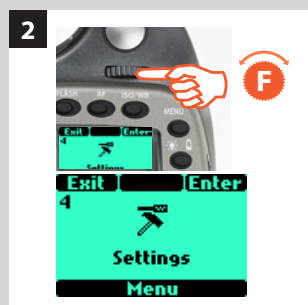 2
F
FLASH AF ISO/WB
MENU
Exit Enter
4
Settings
Exit Enter
4
Settings
Menu